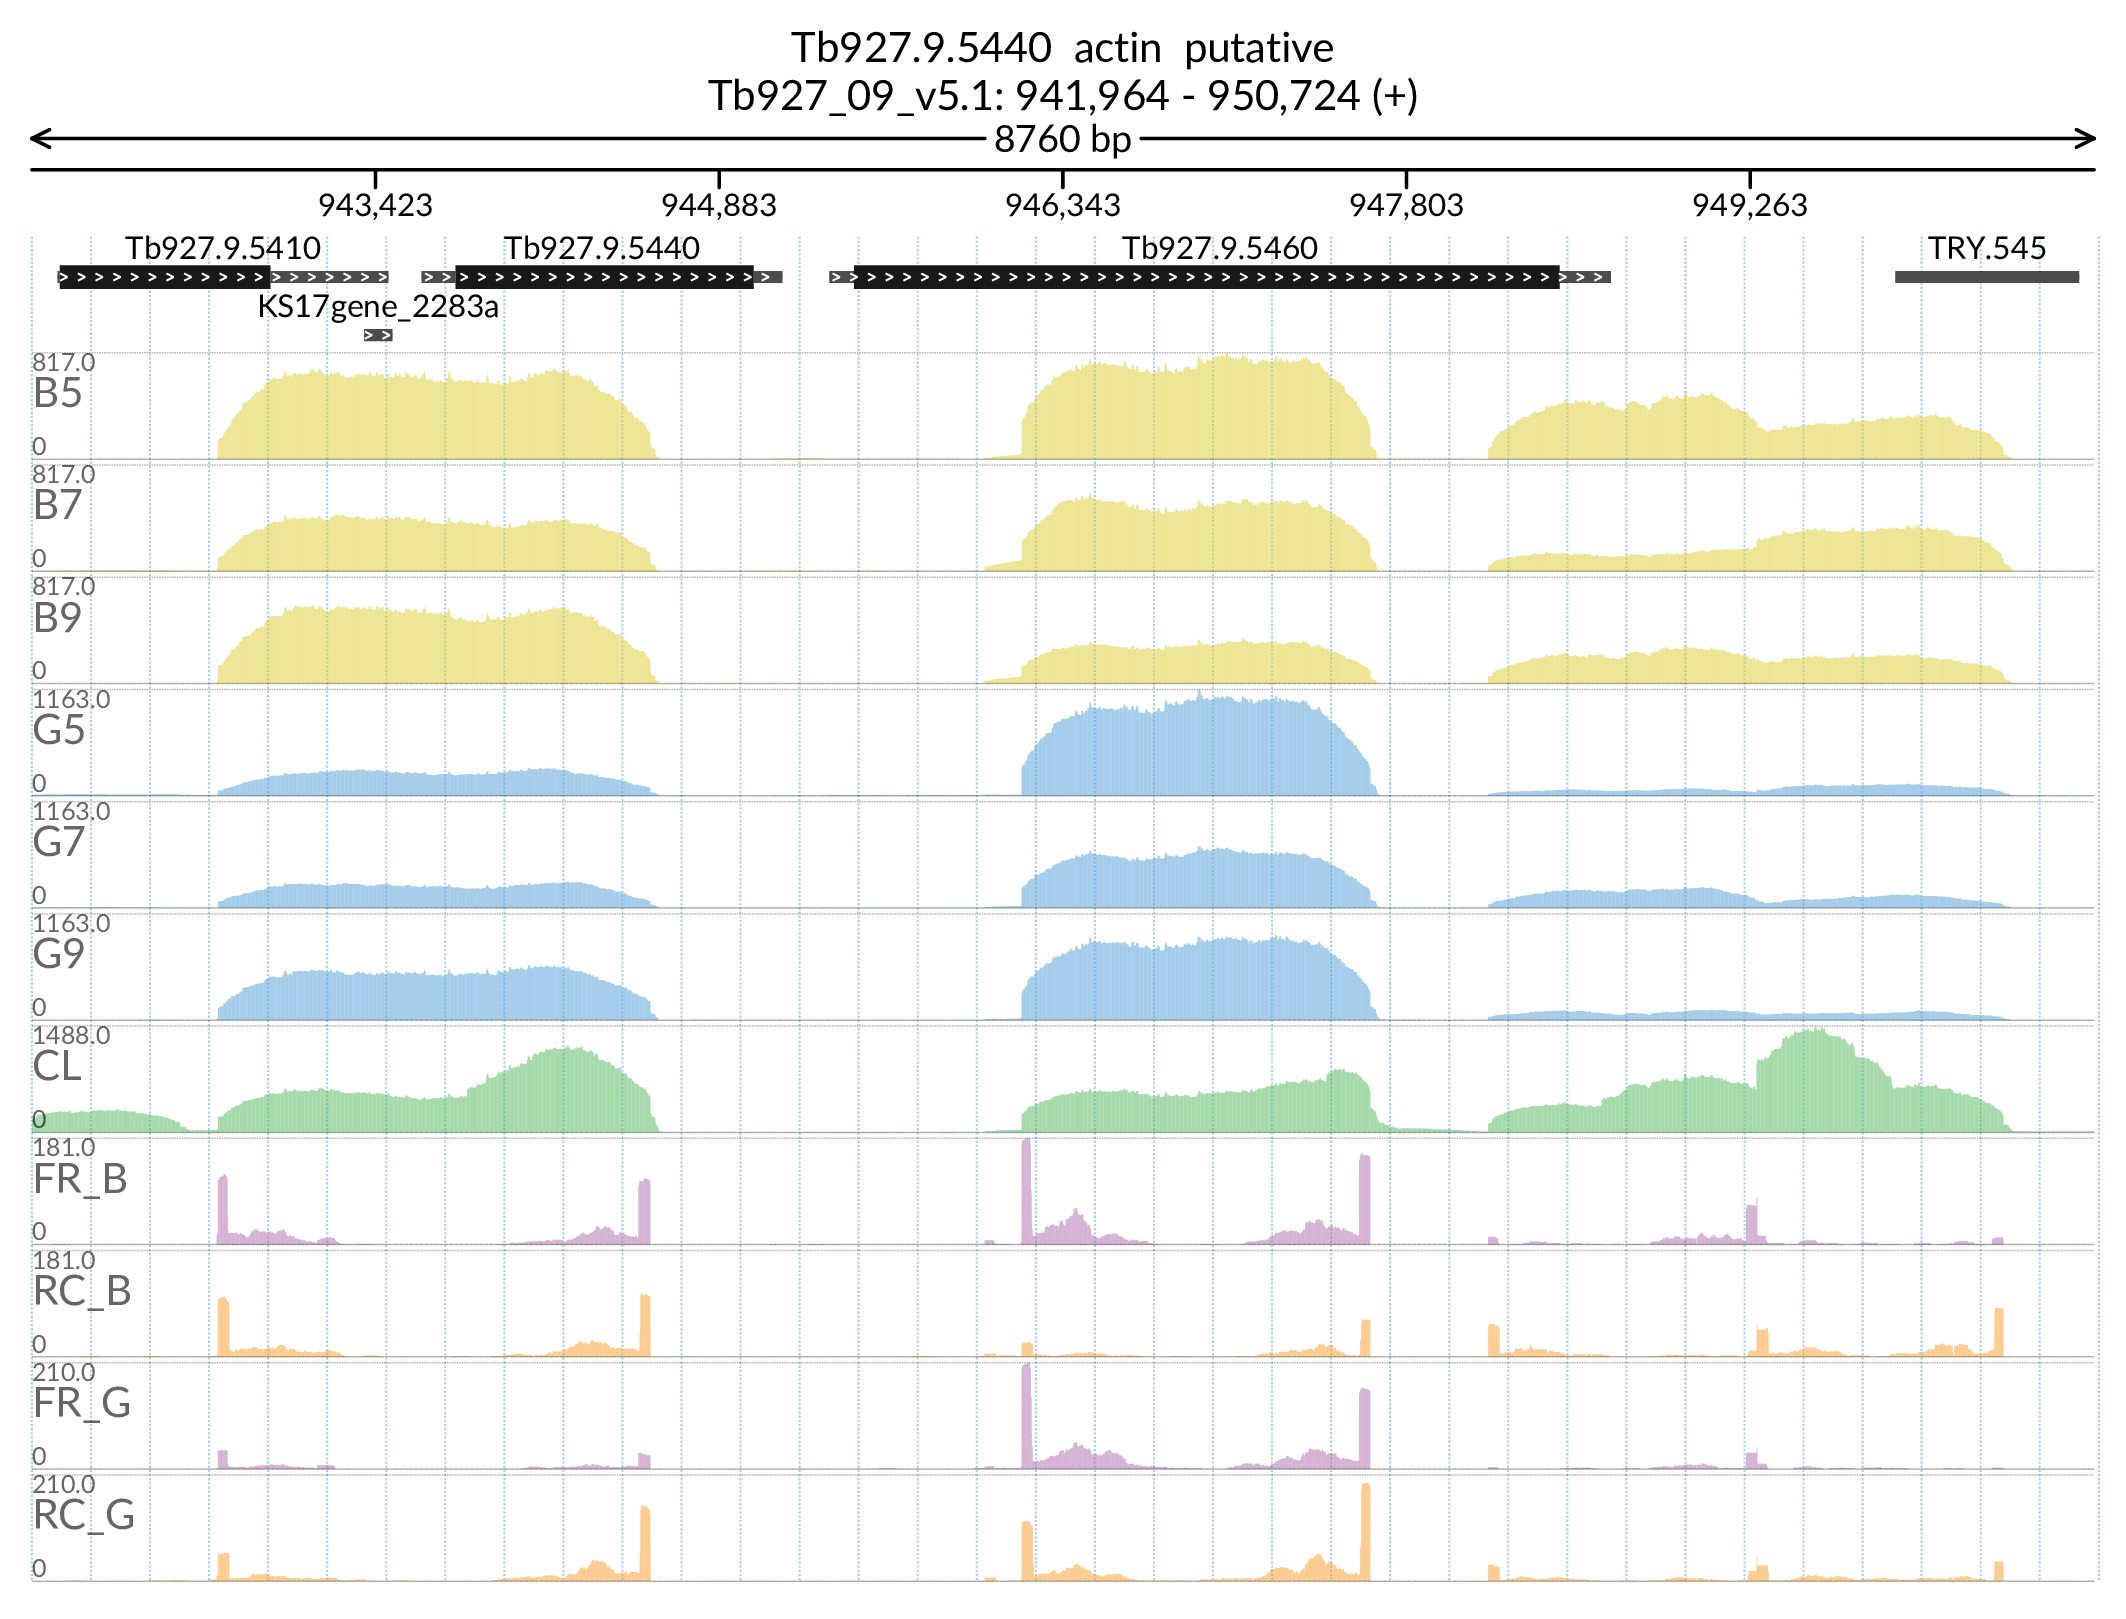 Tb927.9.5440 actin putative
Tb927_09_v5.1: 941,964 - 950,724 (+)
8760 bp
943,423 944,883 946,343 947,803 949,263
Tb927.9.5410 Tb927.9.5440 Tb927.9.5460 TRY.545
KS17gene_2283a
817.0
B5
0
817.0
B7
0
817.0
B9
0
1163.0
G5
0
1163.0
G7
0
1163.0
G9
0
1488.0
CL
0
181.0
FR_B
0
181.0
RC_B
0
210.0
FR_G
0
210.0
RC_G
0